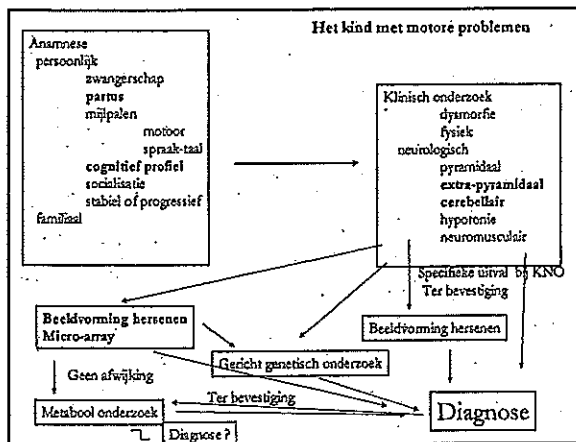 Het kind met motore problemen
Anamnese
persoonlijk
zwangerschap
partus
mijlpalen
motoor
spraak-taal
cognitief profiel
socialisatie
stabiel of progressief
familiaal
Klinisch onderzoek
dysmorfie
fysiek
neurologisch
pyramidaal
extra-pyramidaal
cerebellair
hypotonie
neuromusculair
Specifieke uitval bij KNO
Ter bevestiging
Beeldvorming hersenen
Micro-array
Beeldvorming hersenen
Gericht genetisch onderzoek
Geen afwijking
Ter bevestiging
Metabool onderzoek
Diagnose
Diagnose?